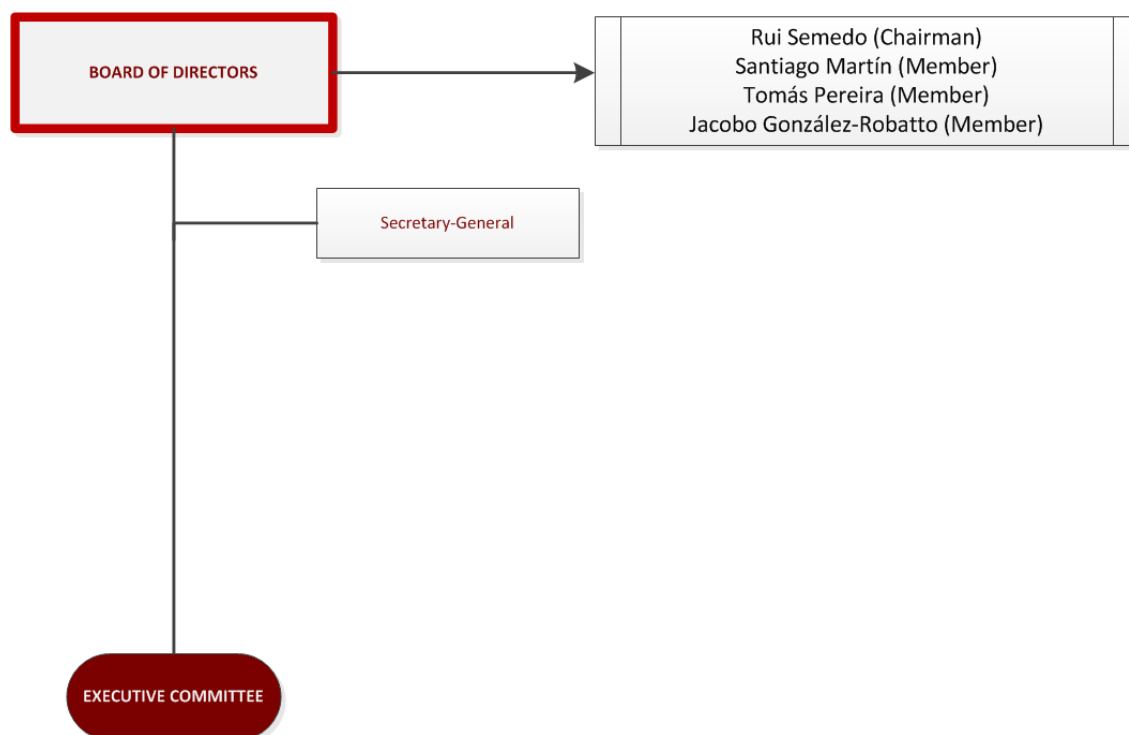 BOARD OF DIRECTORS
Rui Semedo (Chairman)
Santiago Martín (Member)
Tomás Pereira (Member)
Jacobo González-Robatto (Member)
Secretary-General
EXECUTIVE COMMITTEE